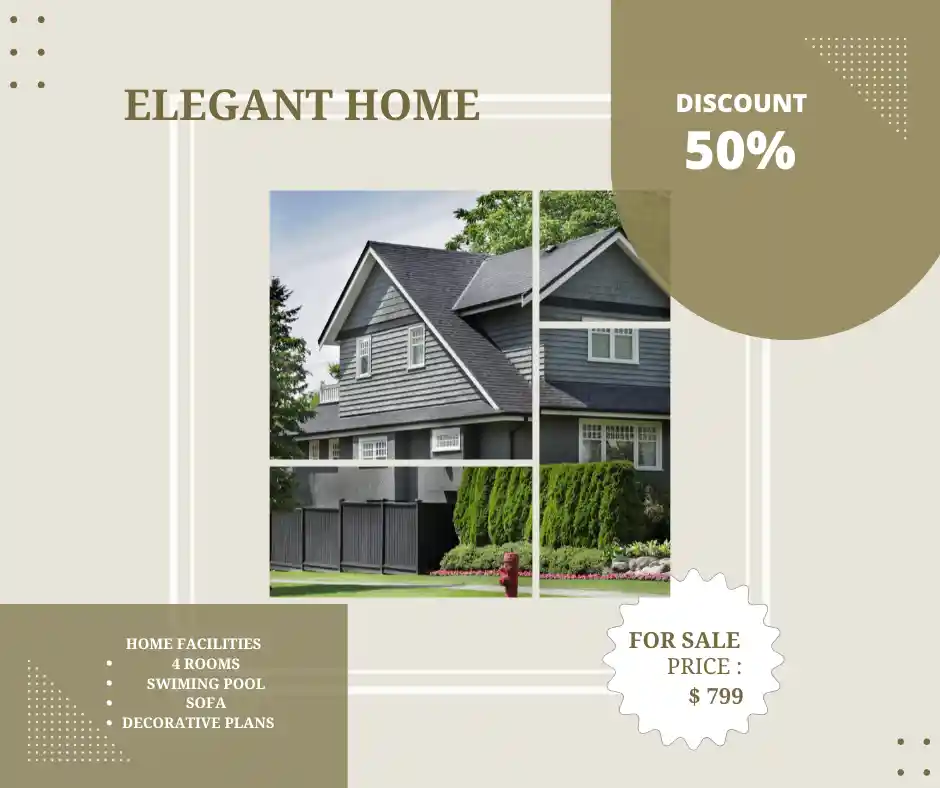 ELEGANT HOME
DISCOUNT
50%
HOME FACILITIES
• 4 ROOMS
• SWIMING POOL
• SOFA
• DECORATIVE PLANS
FOR SALE
PRICE :
$ 799